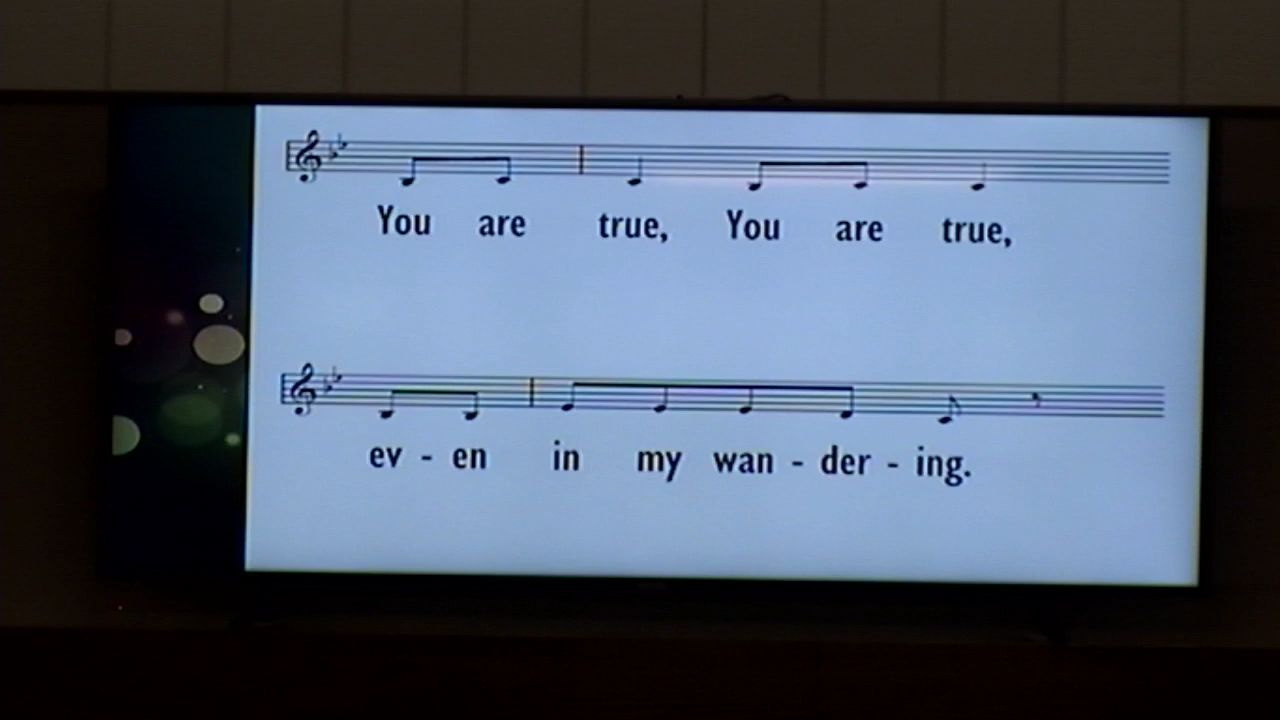 You are true, You are true,
ev - en in my wan - der - ing.